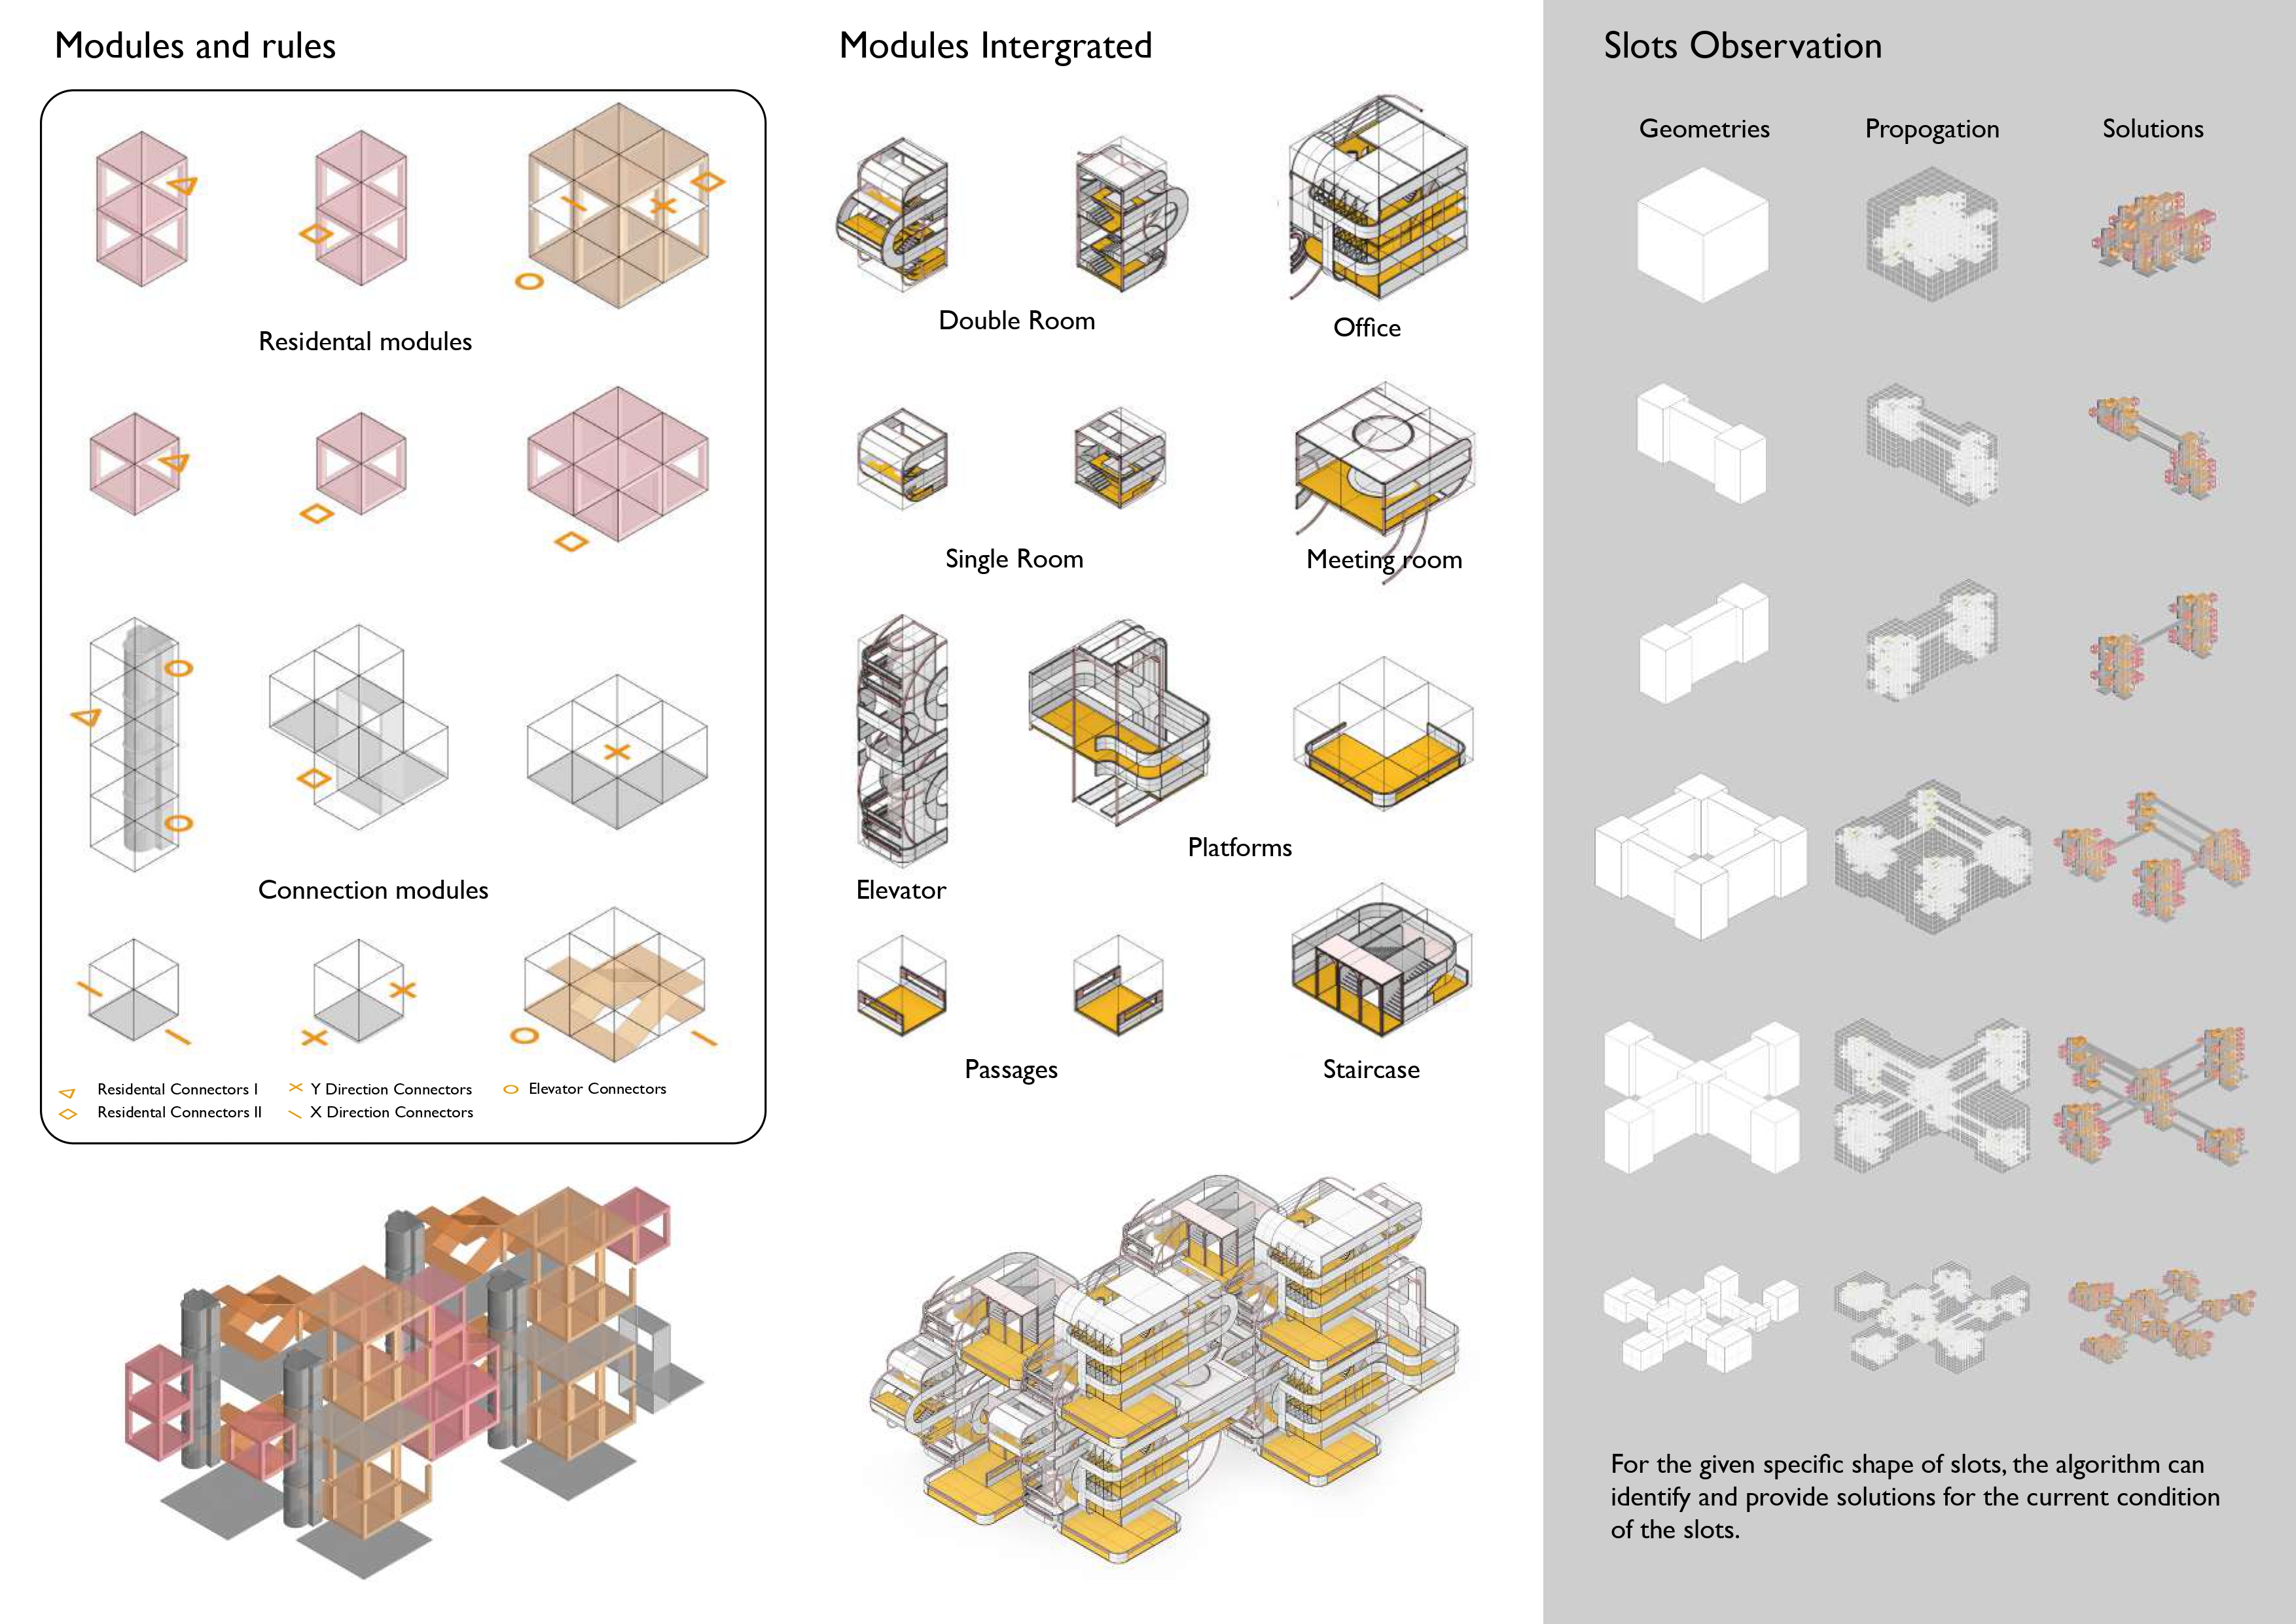 Modules and rules
Residental modules
Connection modules
Residental Connectors I
Y Direction Connectors
Elevator Connectors
Residental Connectors II
X Direction Connectors
Modules Intergrated
Double Room
Office
Single Room
Meeting room
Platforms
Elevator
Passages
Staircase
Slots Observation
Geometries
Propogation
Solutions
For the given specific shape of slots, the algorithm can
identify and provide solutions for the current condition
of the slots.